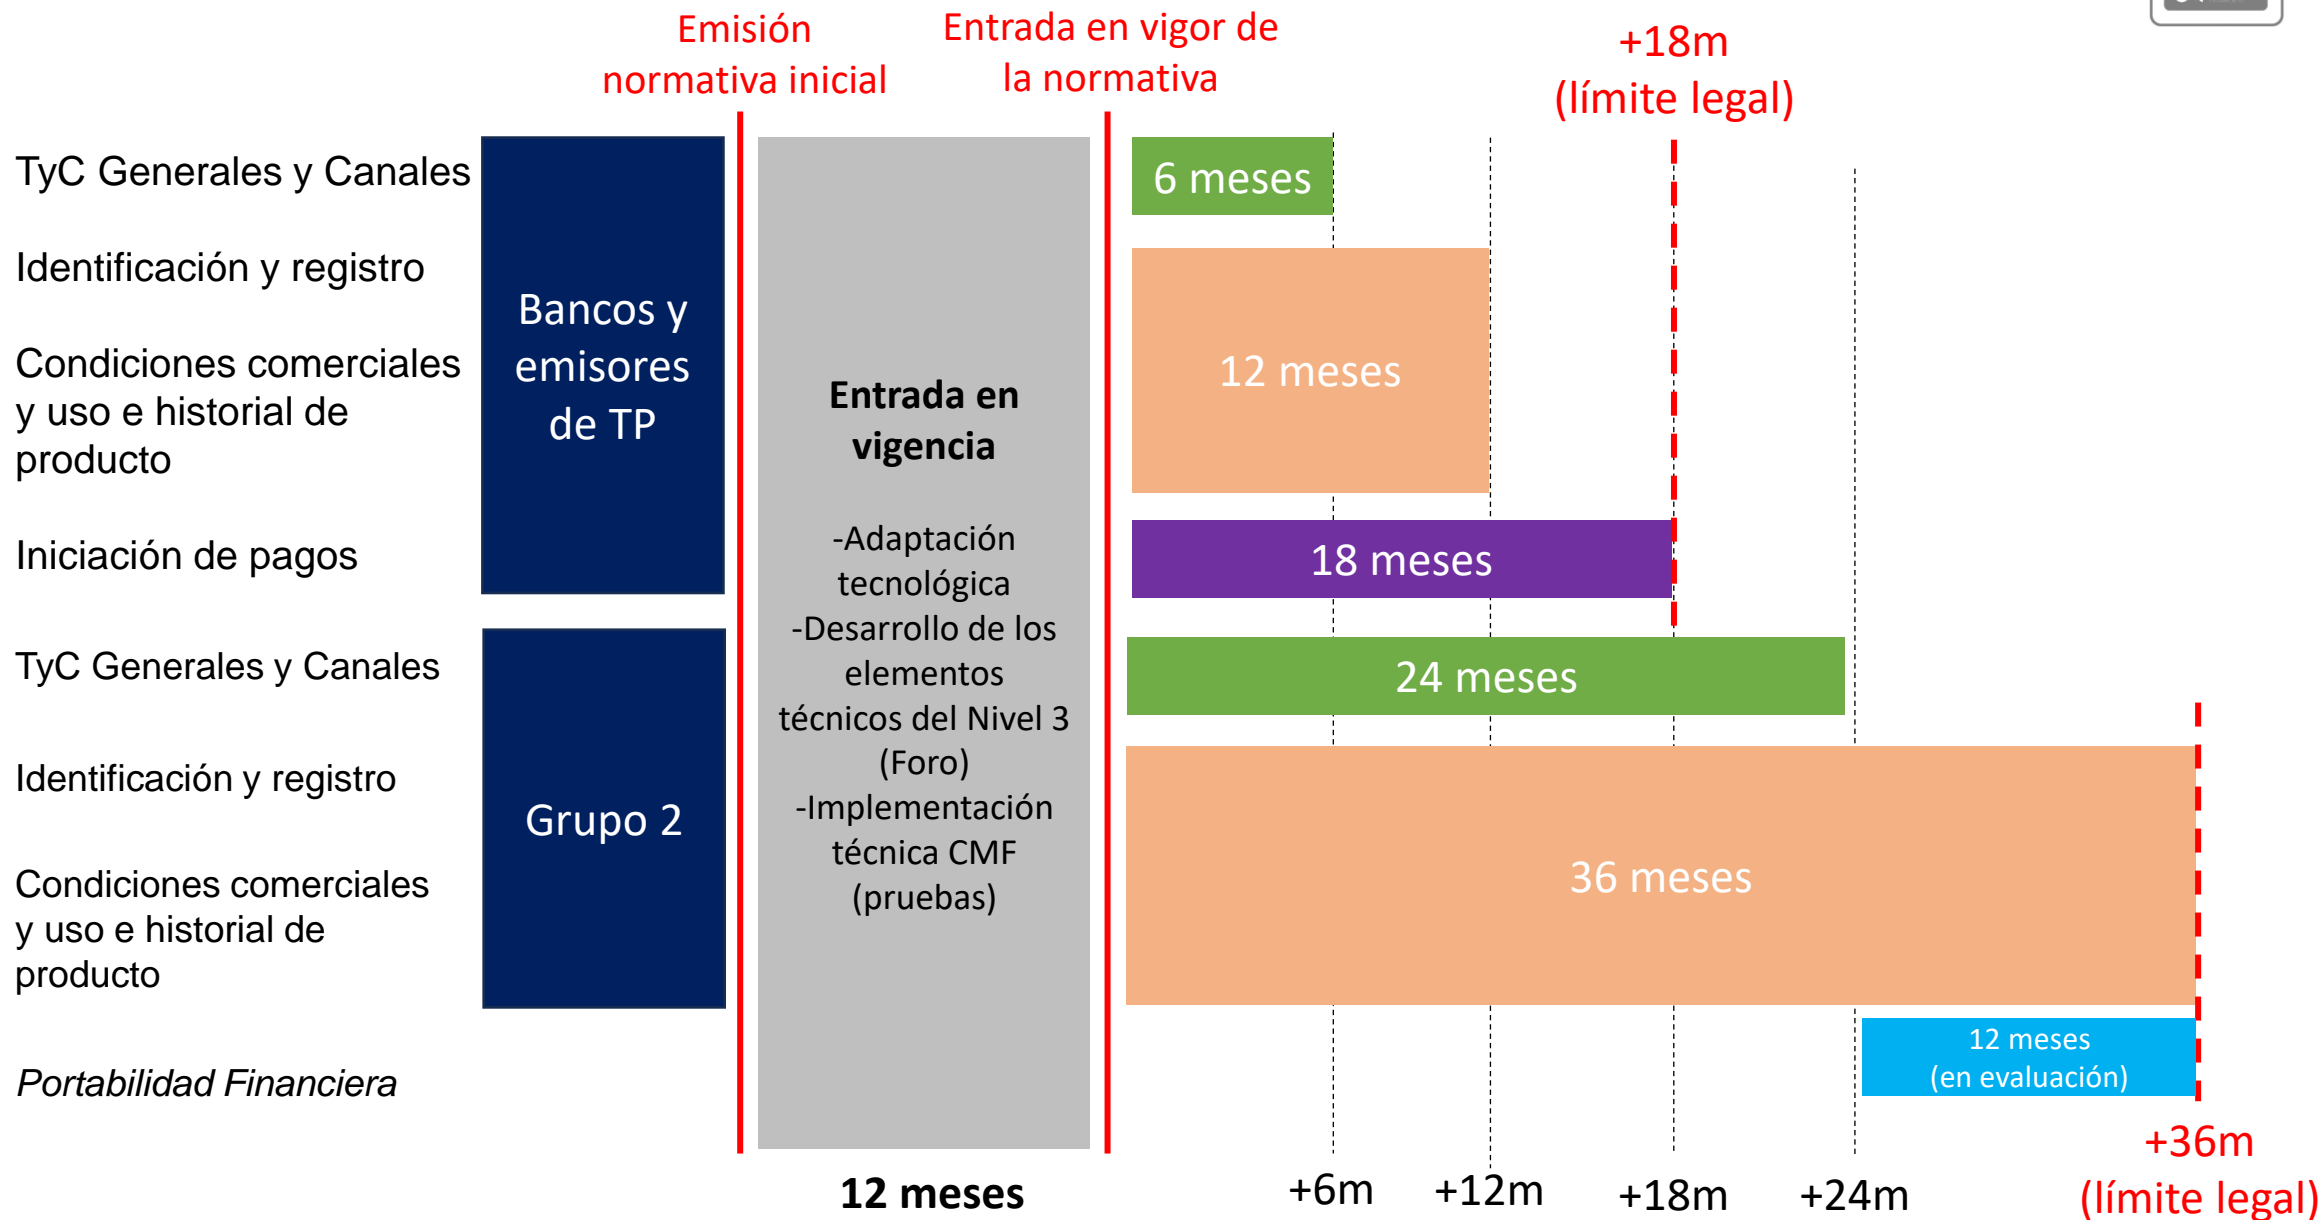 Emisión
normativa inicial
Entrada en vigor de
la normativa
+18m
(límite legal)
TyC Generales y Canales
Identificación y registro
Condiciones comerciales
y uso e historial de
producto
Iniciación de pagos
Bancos y
emisores
de TP
Entrada en
vigencia
-Adaptación
tecnológica
-Desarrollo de los
elementos
técnicos del Nivel 3
(Foro)
-Implementación
técnica CMF
(pruebas)
6 meses
12 meses
18 meses
TyC Generales y Canales
Identificación y registro
Condiciones comerciales
y uso e historial de
producto
Grupo 2
24 meses
36 meses
Portabilidad Financiera
12 meses
(en evaluación)
12 meses
+6m
+12m
+18m
+24m
+36m
(límite legal)